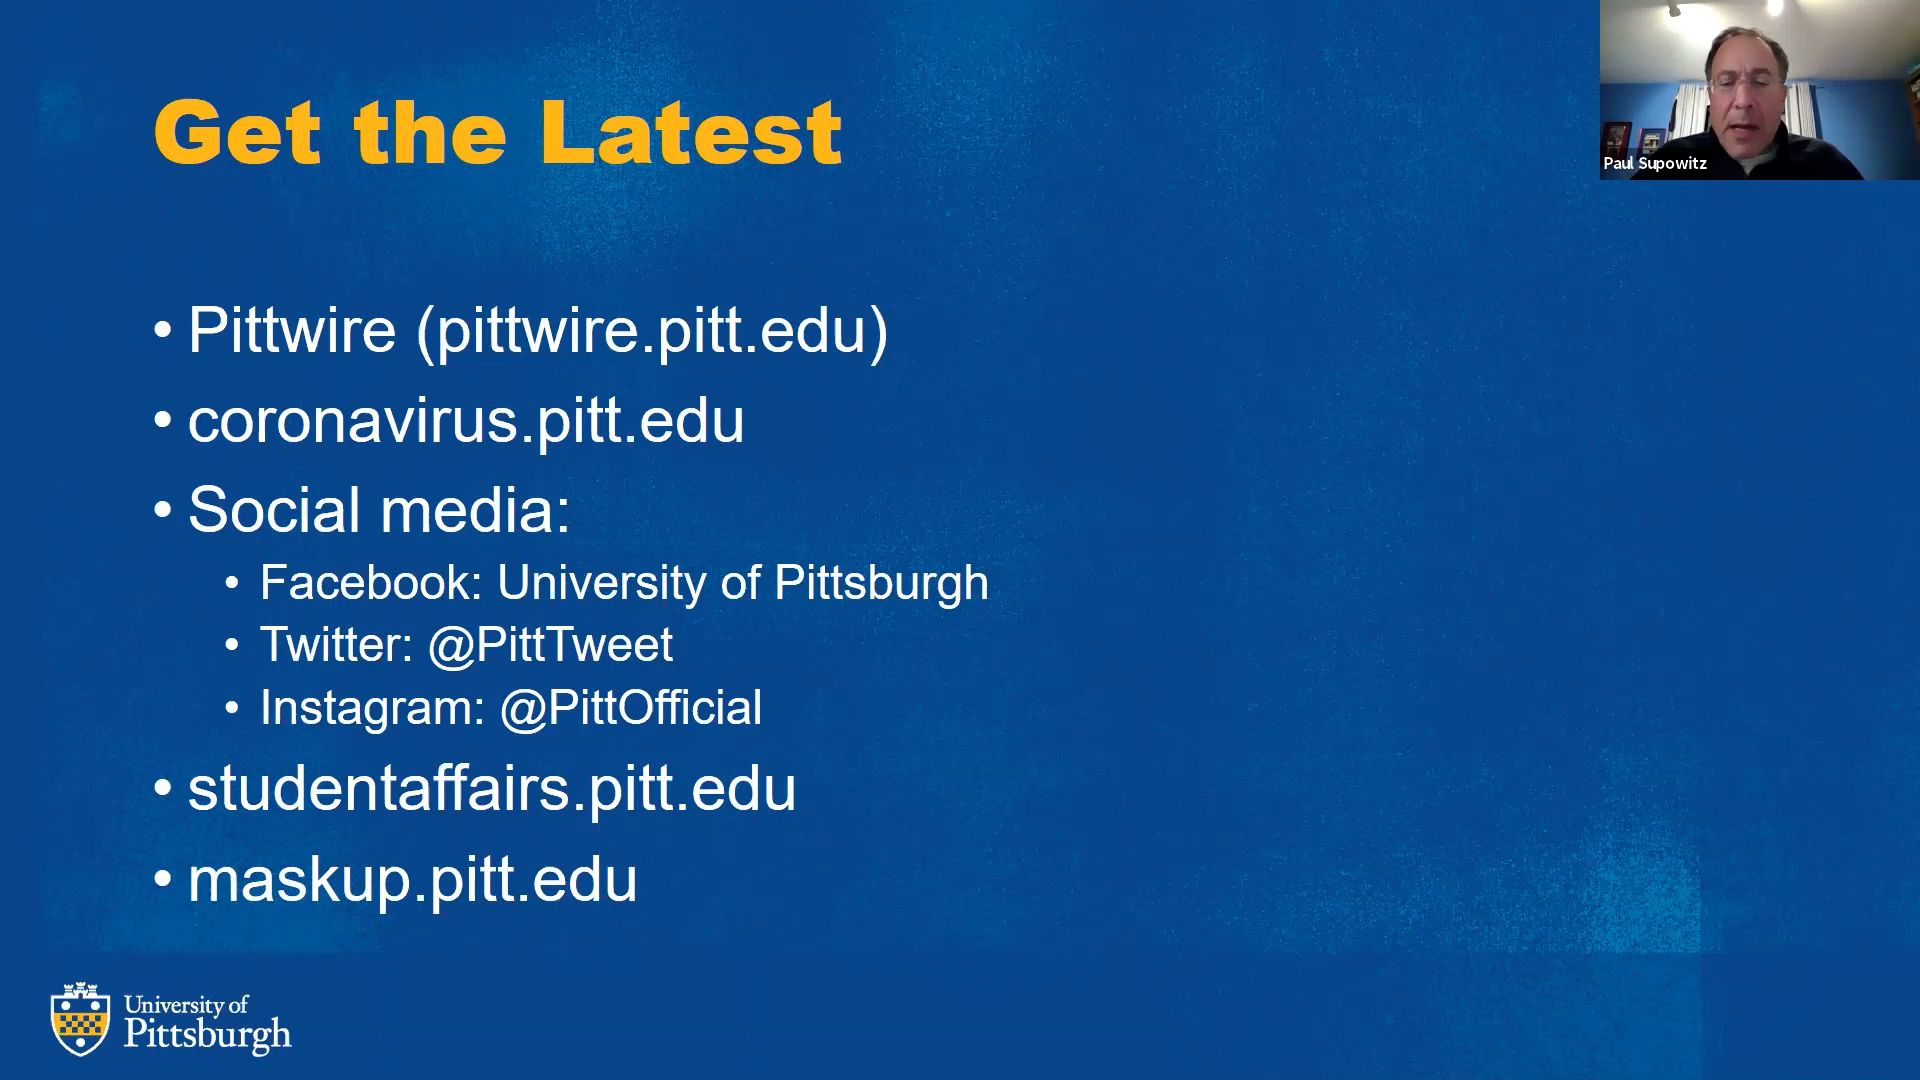 Get the Latest
Paul Supowitz
• Pittwire (pittwire.pitt.edu)
• coronavirus.pitt.edu
• Social media:
• Facebook: University of Pittsburgh
• Twitter: @PittTweet
• Instagram: @PittOfficial
• studentaffairs.pitt.edu
• maskup.pitt.edu
University of
Pittsburgh